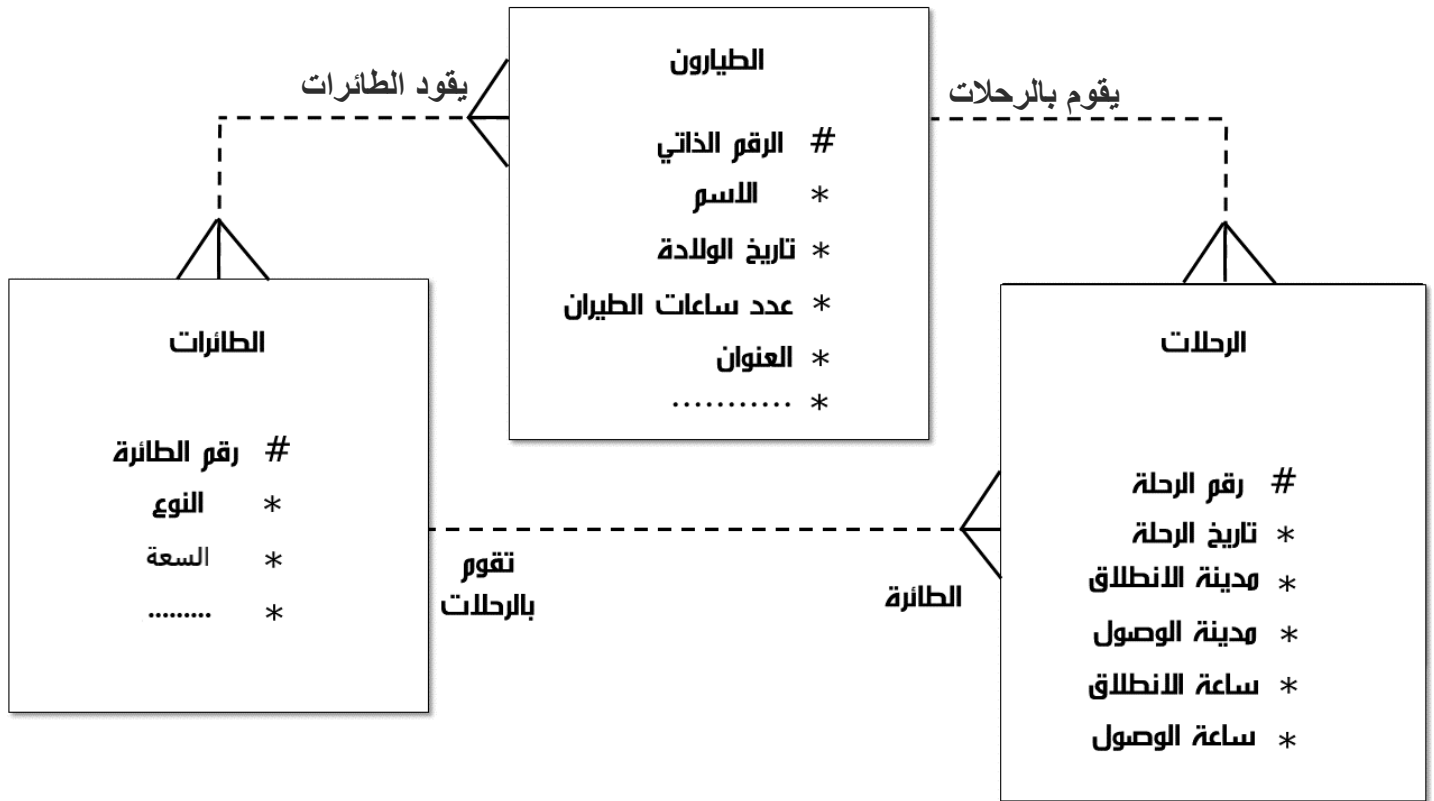 الطيارون
# الرقم الذاتي
* الاسم
* تاريخ الولادة
* عدد ساعات الطيران
* العنوان
* ...........
يقوم بالرحلات
يقود الطائرات
الرحلات
# رقم الرحلة
* تاريخ الرحلة
* مدينة الانطلاق
* مدينة الوصول
* ساعة الانطلاق
* ساعة الوصول
الطائرة
تقوم
بالرحلات
الطائرات
# رقم الطائرة
* النوع
* السعة
* .........